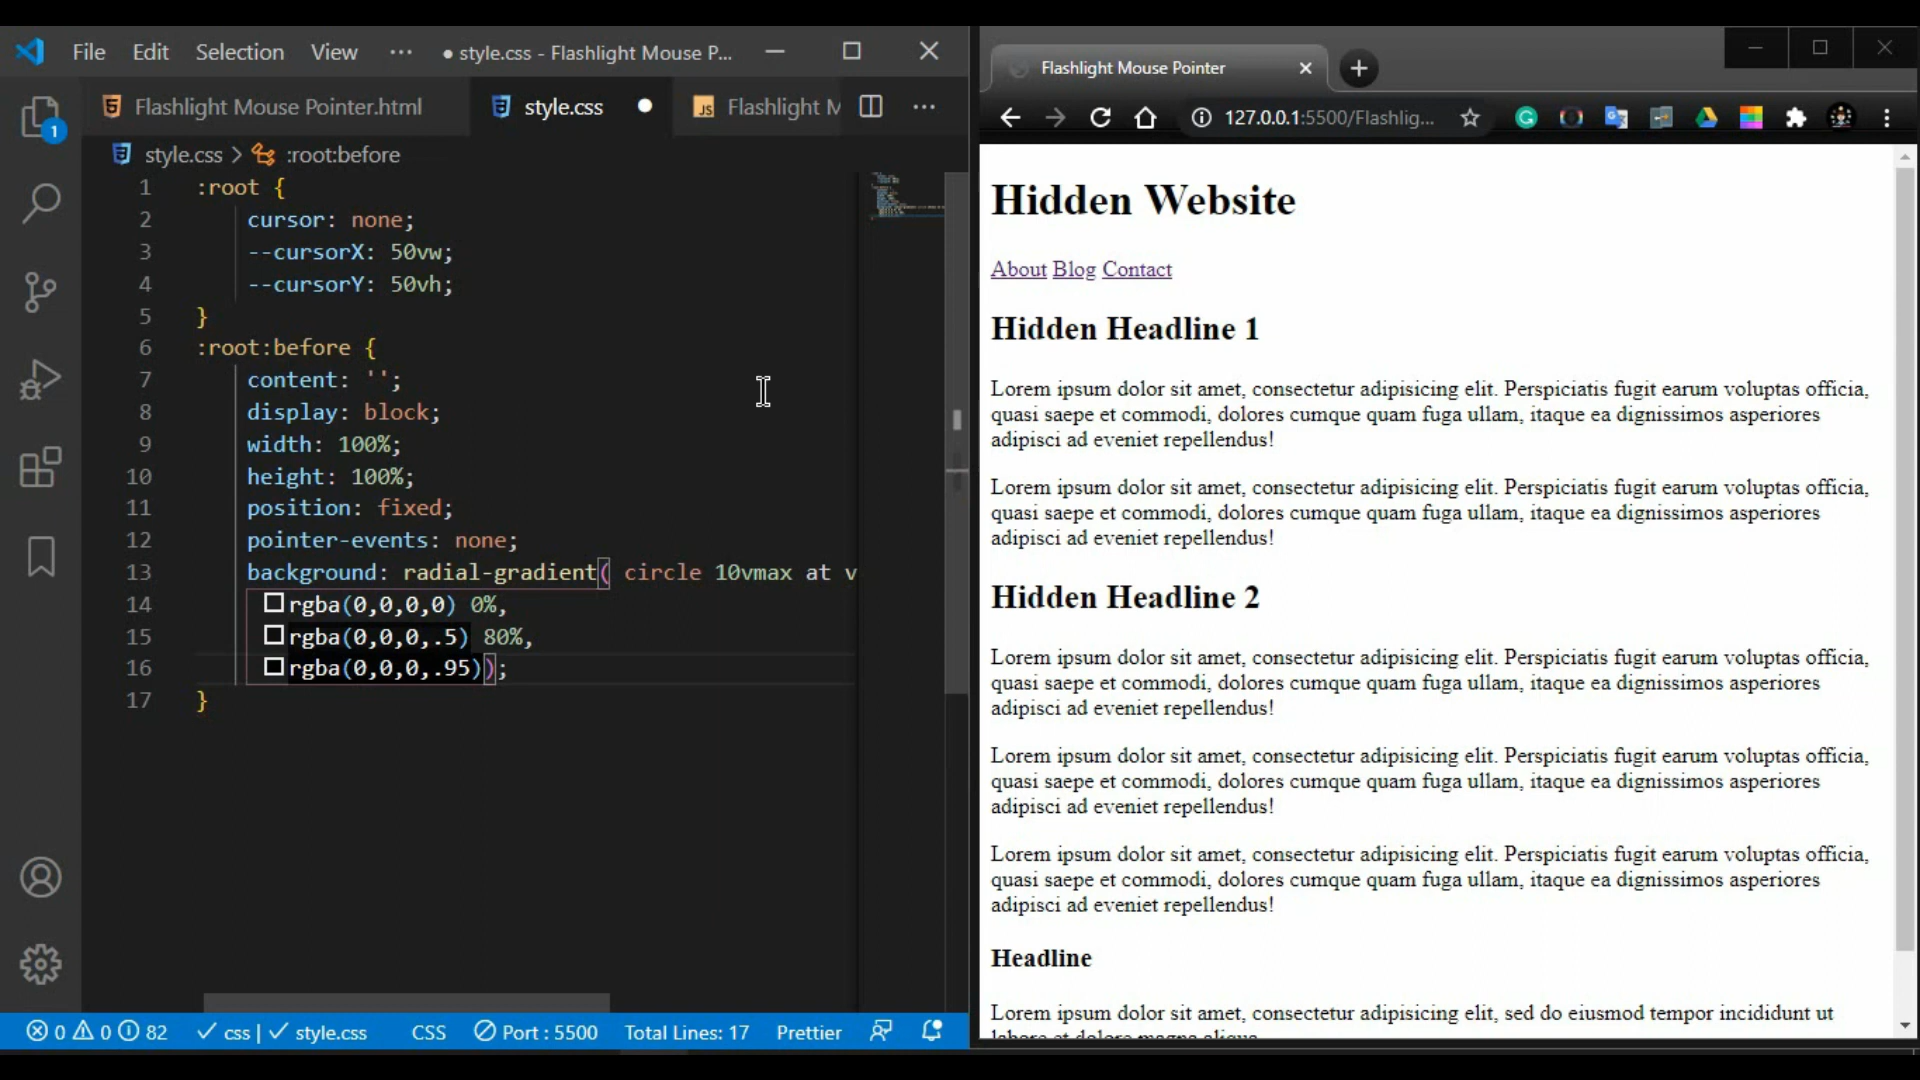 File Edit Selection View ··· ● style.css - Flashlight Mouse P...
Flashlight Mouse Pointer.html style.css ● JS Flashlight M ···
1
style.css > :root:before
1 :root {
2 cursor: none;
3 --cursorX: 50vw;
4 --cursorY: 50vh;
5 }
6 :root:before {
7 content: '';
8 display: block;
9 width: 100%;
10 height: 100%;
11 position: fixed;
12 pointer-events: none;
13 background: radial-gradient( circle 10vmax at v
14 rgba(0,0,0,0) 0%,
15 rgba(0,0,0,.5) 80%,
16 rgba(0,0,0,.95));
17 }
0 0 82 ✓ css | ✓ style.css CSS Port : 5500 Total Lines: 17 Prettier
Flashlight Mouse Pointer
127.0.0.1:5500/Flashlig...
Hidden Website
About Blog Contact
Hidden Headline 1
Lorem ipsum dolor sit amet, consectetur adipisicing elit. Perspiciatis fugit earum voluptas officia,
quasi saepe et commodi, dolores cumque quam fuga ullam, itaque ea dignissimos asperiores
adipisci ad eveniet repellendus!
Lorem ipsum dolor sit amet, consectetur adipisicing elit. Perspiciatis fugit earum voluptas officia,
quasi saepe et commodi, dolores cumque quam fuga ullam, itaque ea dignissimos asperiores
adipisci ad eveniet repellendus!
Hidden Headline 2
Lorem ipsum dolor sit amet, consectetur adipisicing elit. Perspiciatis fugit earum voluptas officia,
quasi saepe et commodi, dolores cumque quam fuga ullam, itaque ea dignissimos asperiores
adipisci ad eveniet repellendus!
Lorem ipsum dolor sit amet, consectetur adipisicing elit. Perspiciatis fugit earum voluptas officia,
quasi saepe et commodi, dolores cumque quam fuga ullam, itaque ea dignissimos asperiores
adipisci ad eveniet repellendus!
Lorem ipsum dolor sit amet, consectetur adipisicing elit. Perspiciatis fugit earum voluptas officia,
quasi saepe et commodi, dolores cumque quam fuga ullam, itaque ea dignissimos asperiores
adipisci ad eveniet repellendus!
Headline
Lorem ipsum dolor sit amet, consectetur adipiscing elit, sed do eiusmod tempor incididunt ut
labore et dolore magna aliqua